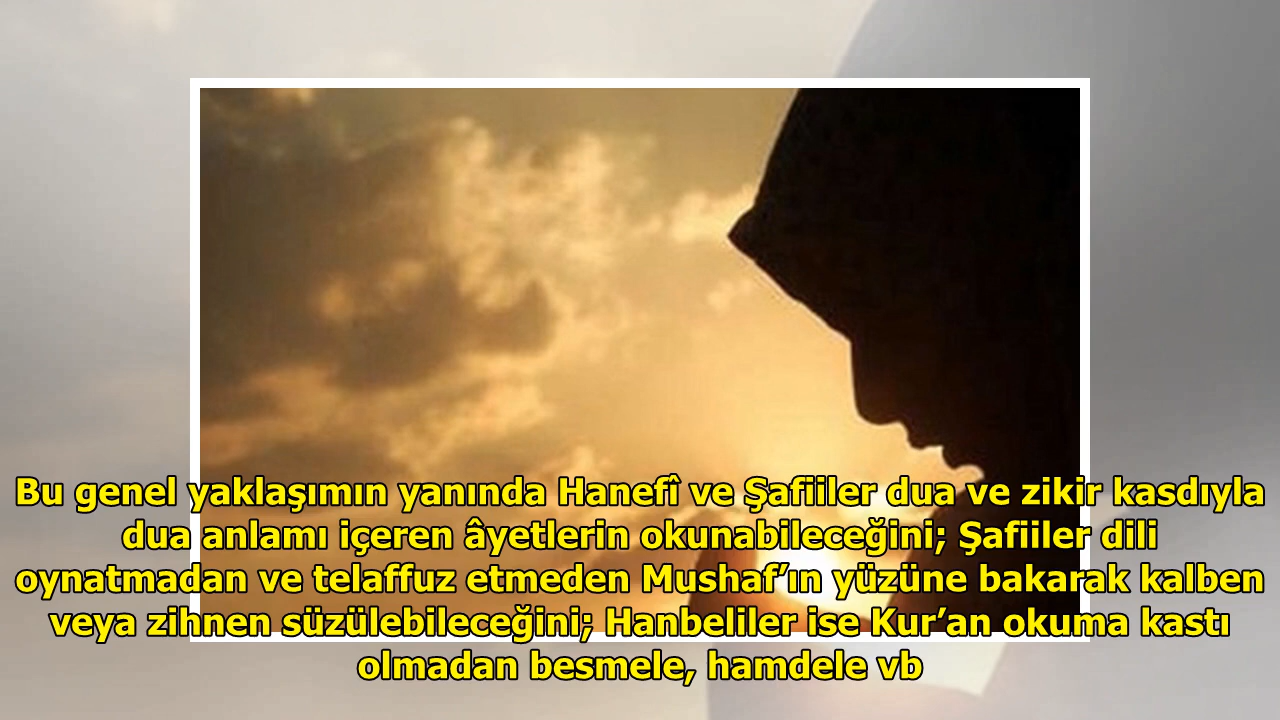 Bu genel yaklaşımın yanında Hanefî ve Şafiiler dua ve zikir kasdıyla
dua anlamı içeren âyetlerin okunabileceğini; Şafiiler dili
oynatmadan ve telaffuz etmeden Mushaf’ın yüzüne bakarak kalben
veya zihnen süzülebileceğini; Hanbeliler ise Kur’an okuma kastı
olmadan besmele, hamdele vb